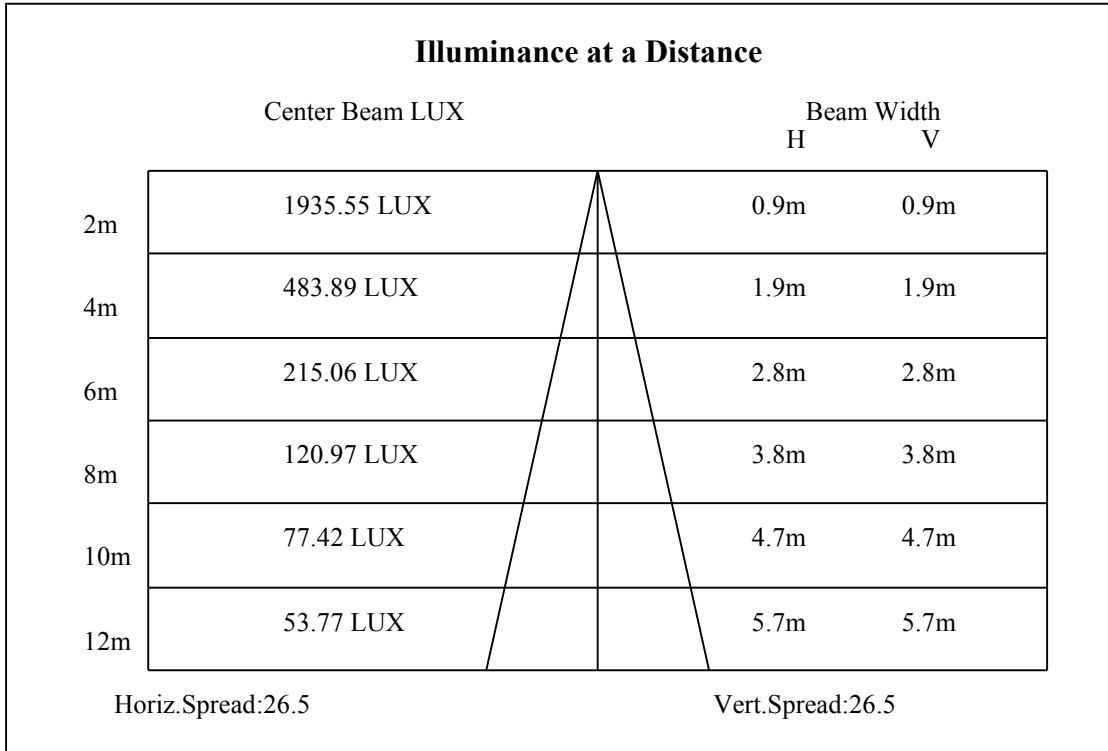 Illuminance at a Distance
Center Beam LUX Beam Width
H V
2m 1935.55 LUX 0.9m 0.9m
4m 483.89 LUX 1.9m 1.9m
6m 215.06 LUX 2.8m 2.8m
8m 120.97 LUX 3.8m 3.8m
10m 77.42 LUX 4.7m 4.7m
12m 53.77 LUX 5.7m 5.7m
Horiz.Spread:26.5 Vert.Spread:26.5